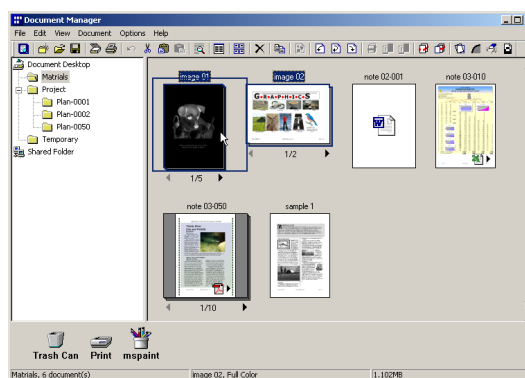 Document Manager
File Edit View Document Options Help
Document Desktop
Matrials
Project
Plan-0001
Plan-0002
Plan-0050
Temporary
Shared Folder
image 01
image 02
note 02-001
note 03-010
GRAPHICS
1/5
1/2
note 03-050
sample 1
1/10
Trash Can Print mspaint
Matrials, 6 document(s) image 02, Full Color 1.102MB